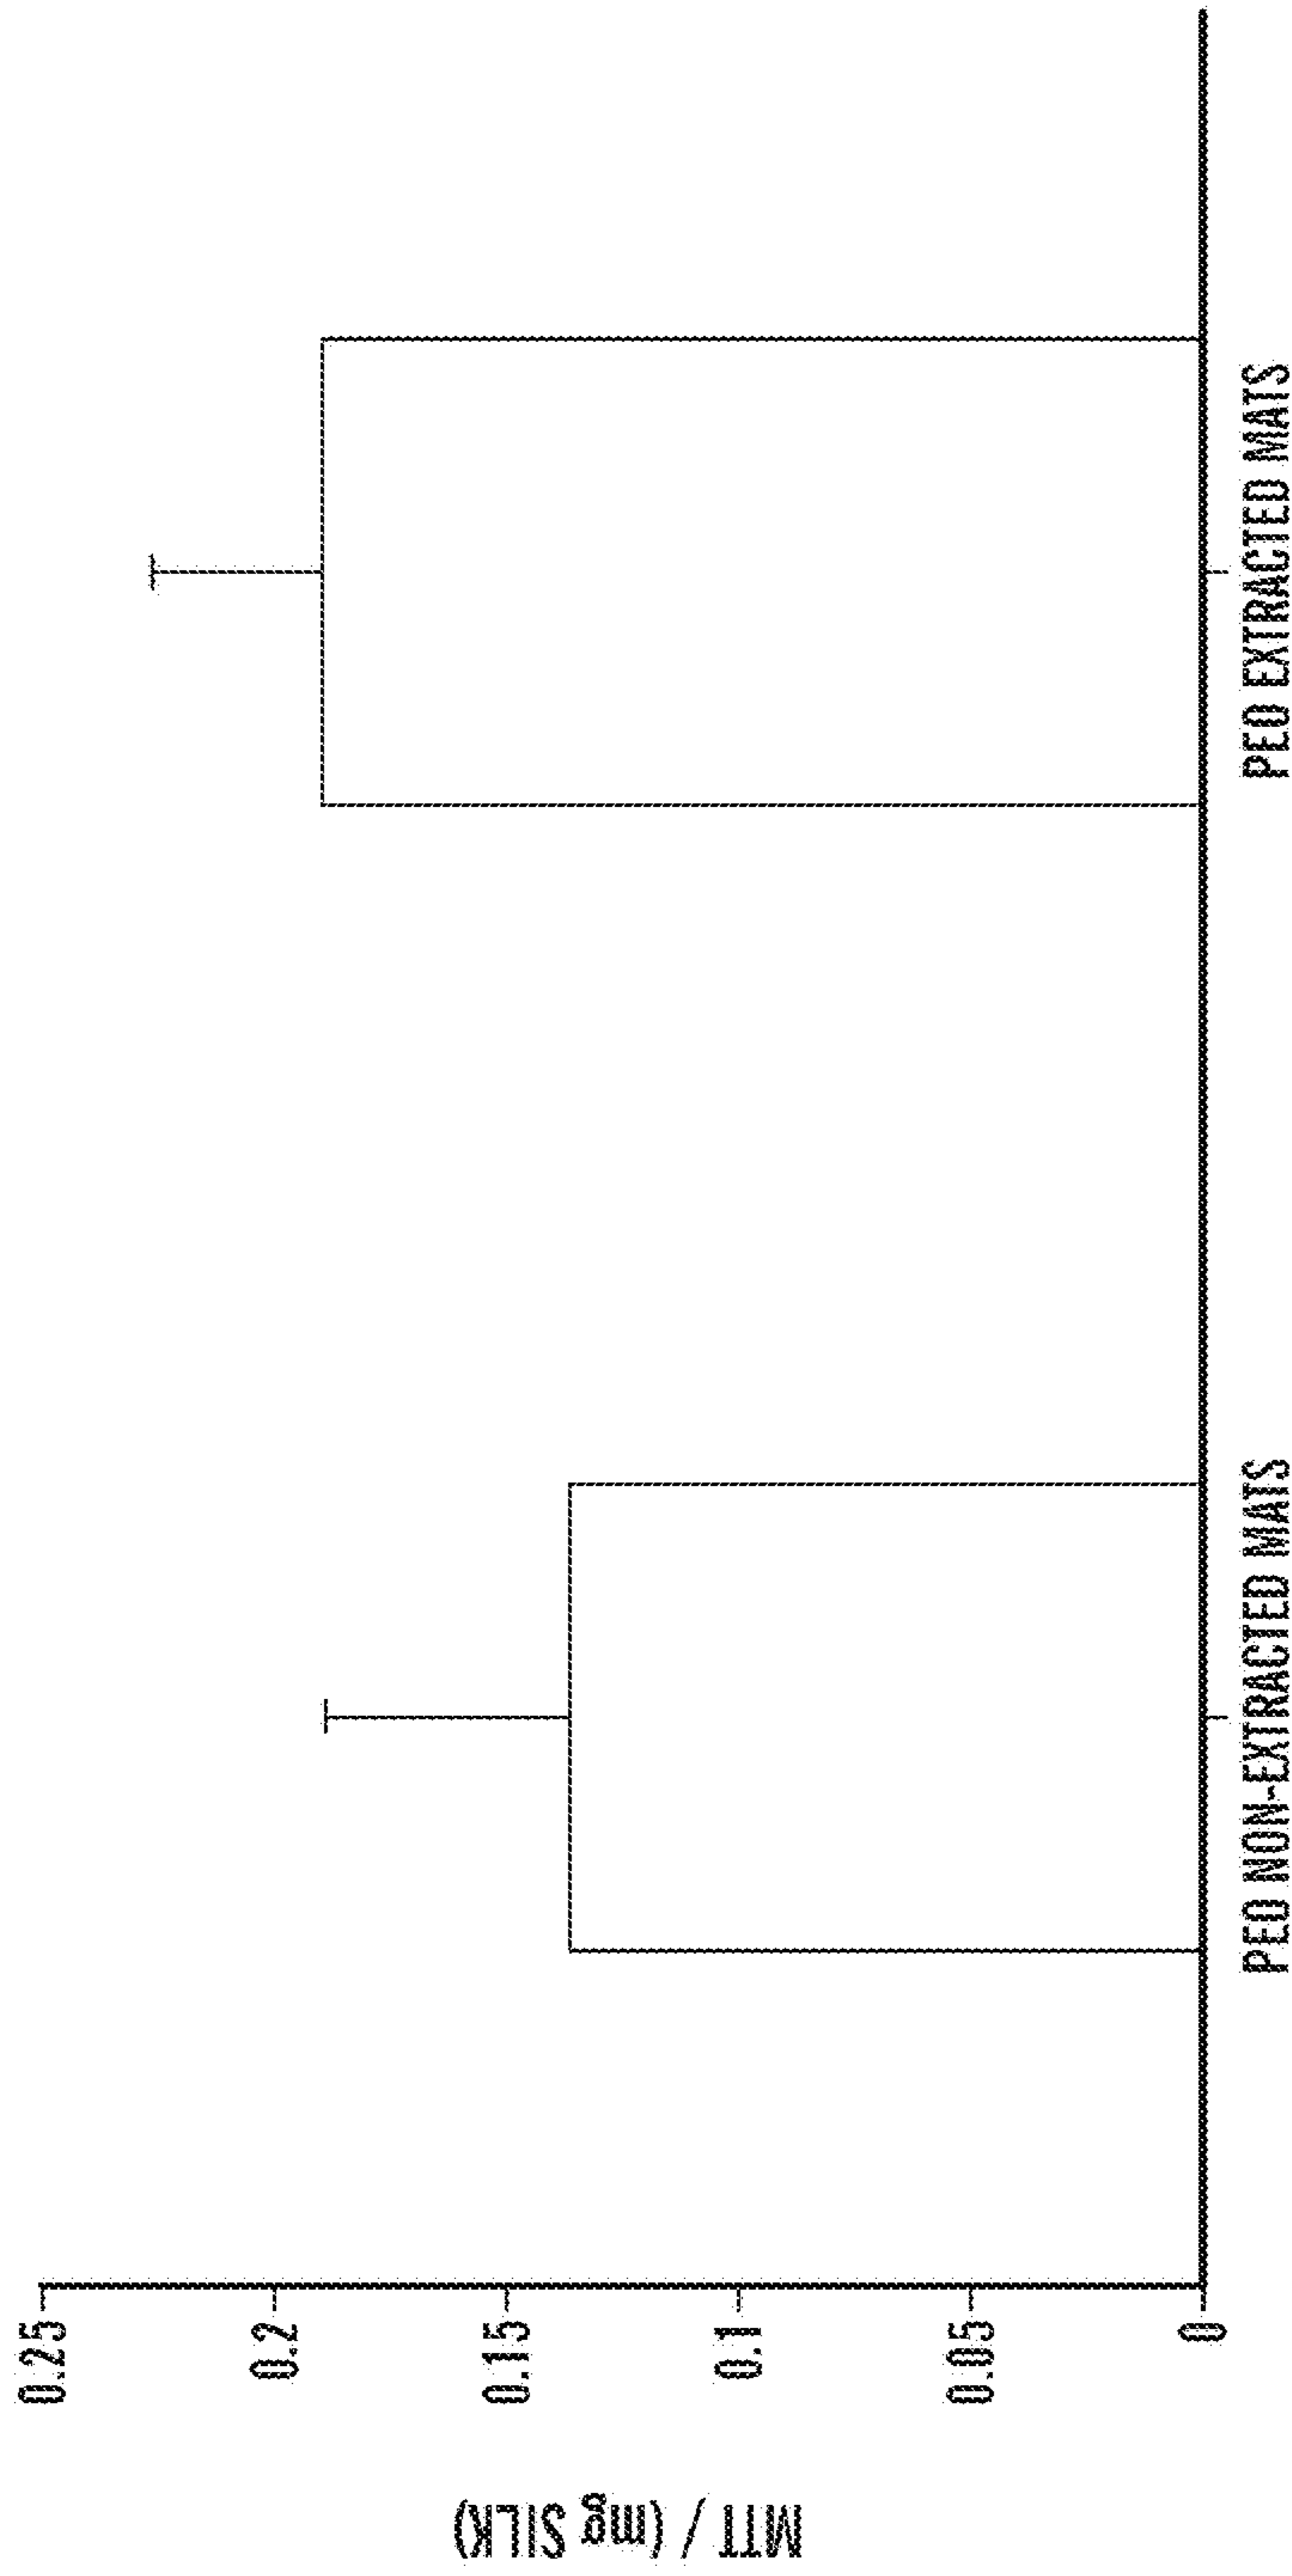 MTT / (mg SILK)
0.25
0.2
0.15
0.1
0.05
0
PEO NON-EXTRACTED MATS
PEO EXTRACTED MATS